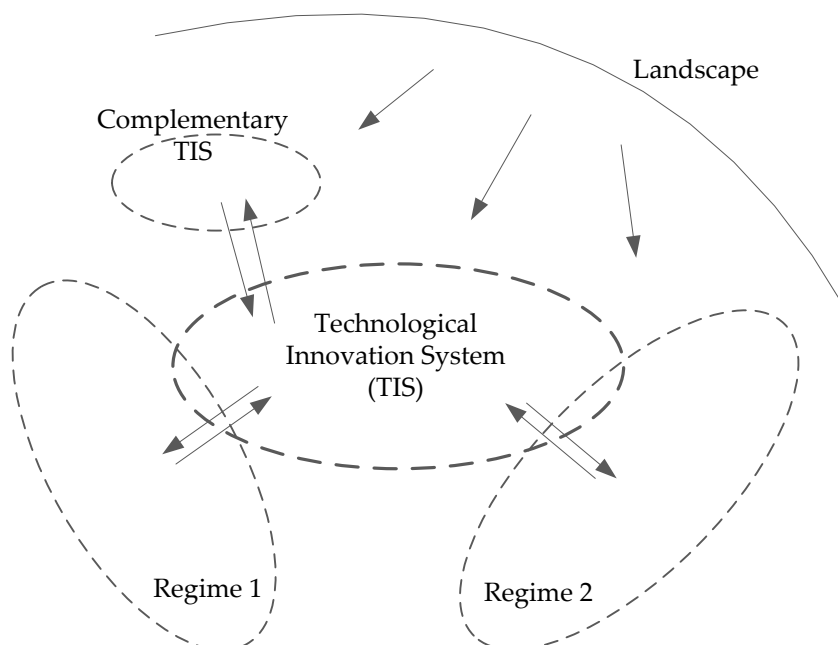 Landscape
Complementary
TIS
Technological
Innovation System
(TIS)
Regime 1
Regime 2